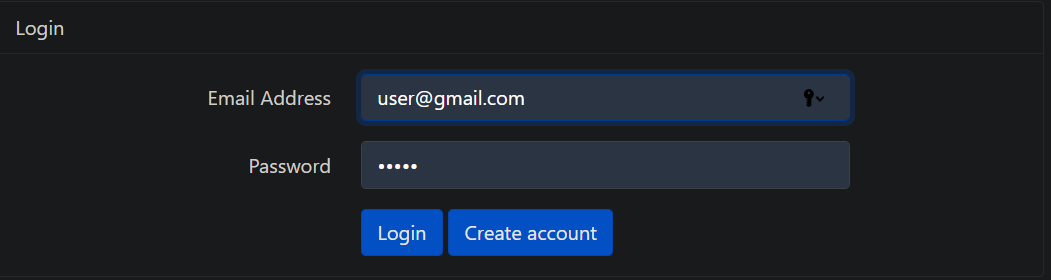 Login
Email Address user@gmail.com
Password •••••
Login Create account